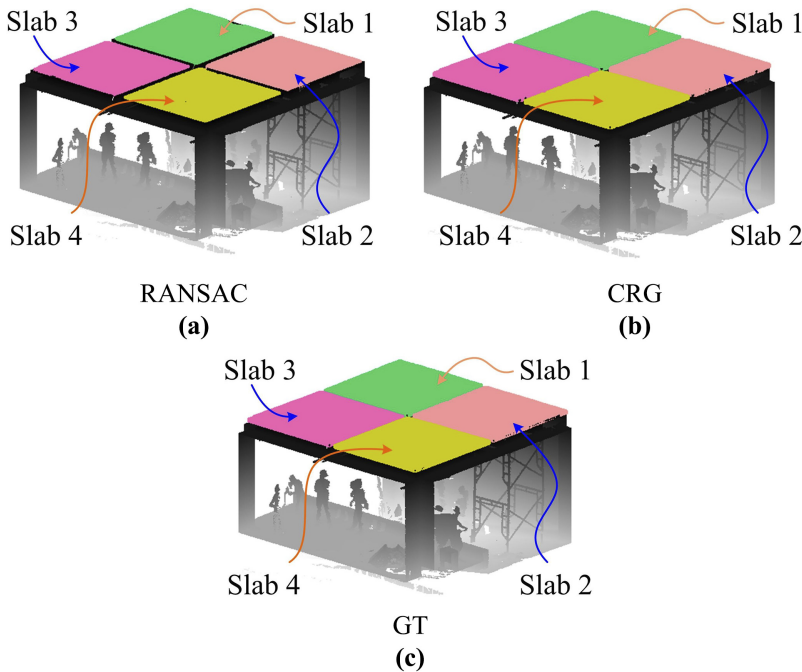 Slab 3
Slab 1
Slab 4
Slab 2
RANSAC
(a)
Slab 3
Slab 1
Slab 4
Slab 2
CRG
(b)
Slab 3
Slab 1
Slab 4
Slab 2
GT
(c)